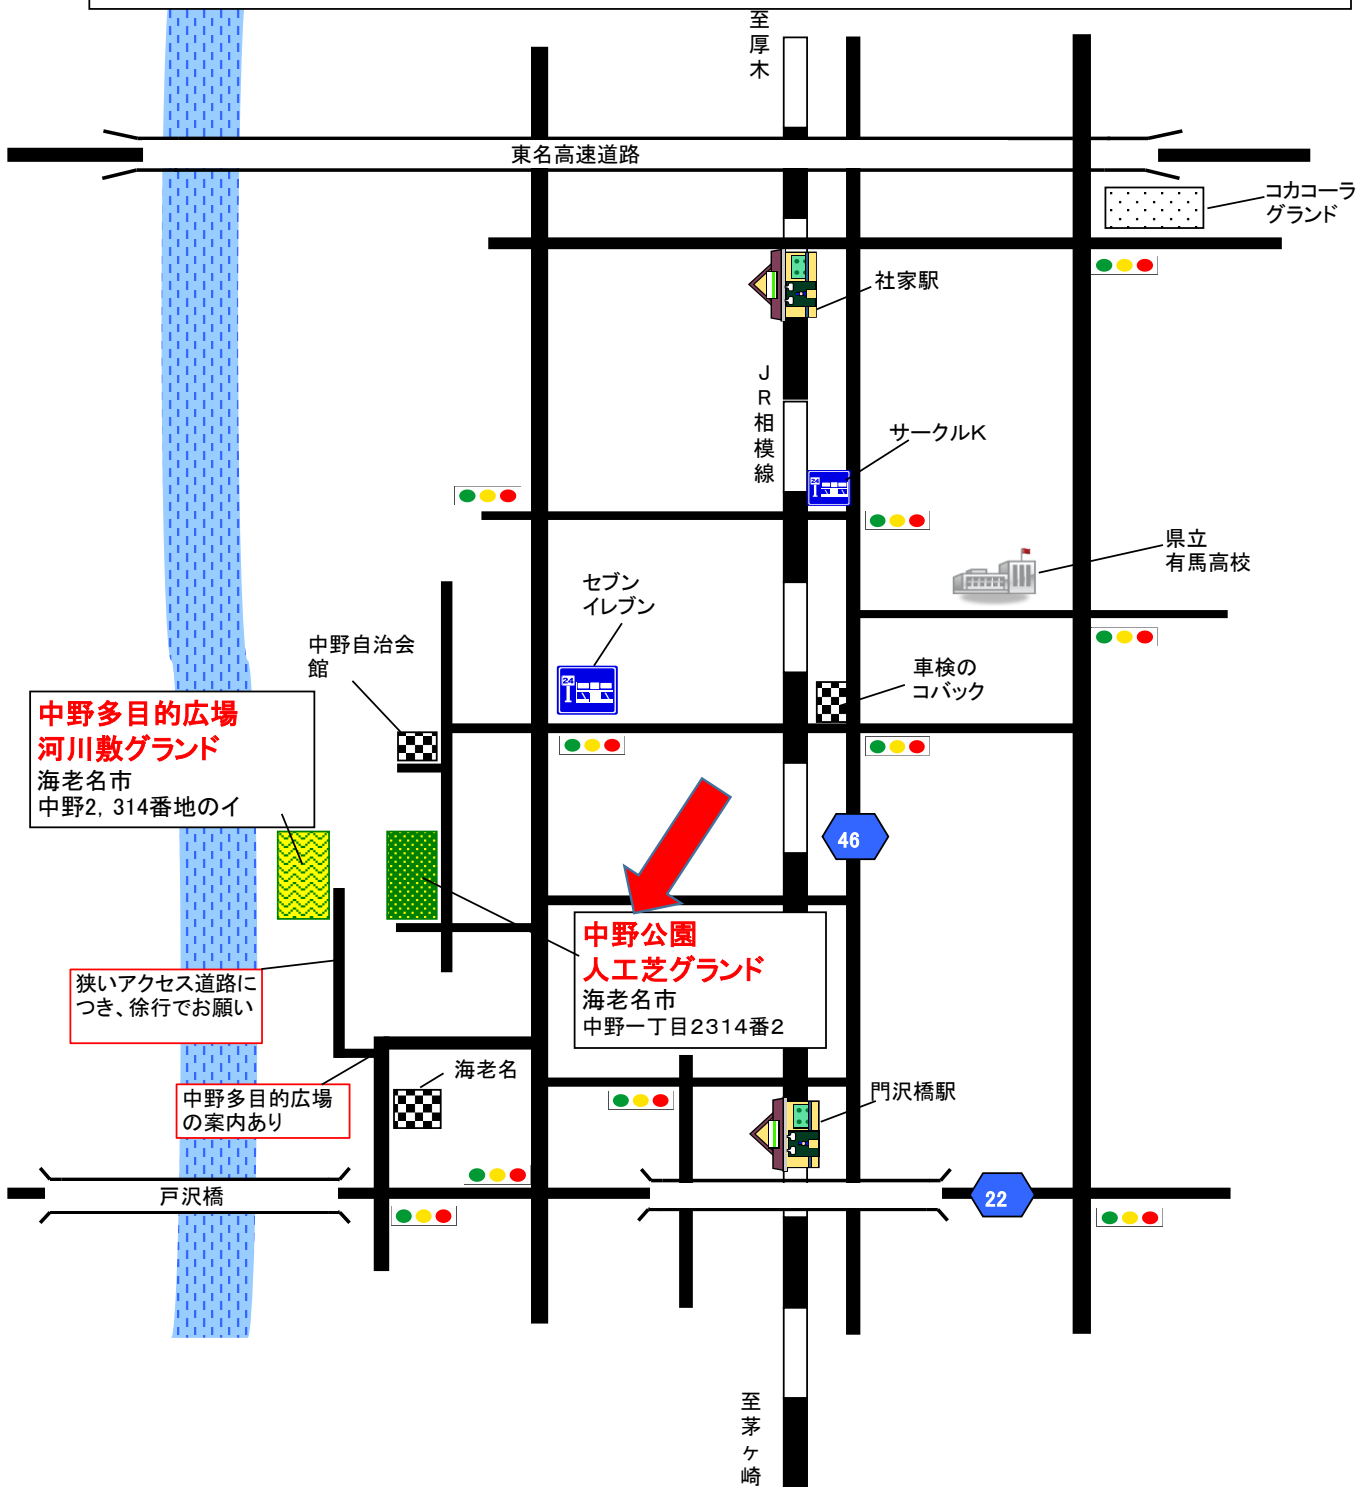 至厚木
東名高速道路
コカコーラ
グランド
社家駅
JR相模線
サークルK
県立
有馬高校
セブン
イレブン
中野自治会
館
車検の
コバック
中野多目的広場
河川敷グランド
海老名市
中野2, 314番地のイ
46
中野公園
人工芝グランド
海老名市
中野一丁目2314番2
狭いアクセス道路に
つき、徐行でお願い
海老名
中野多目的広場
の案内あり
門沢橋駅
戸沢橋
22
至茅ヶ崎